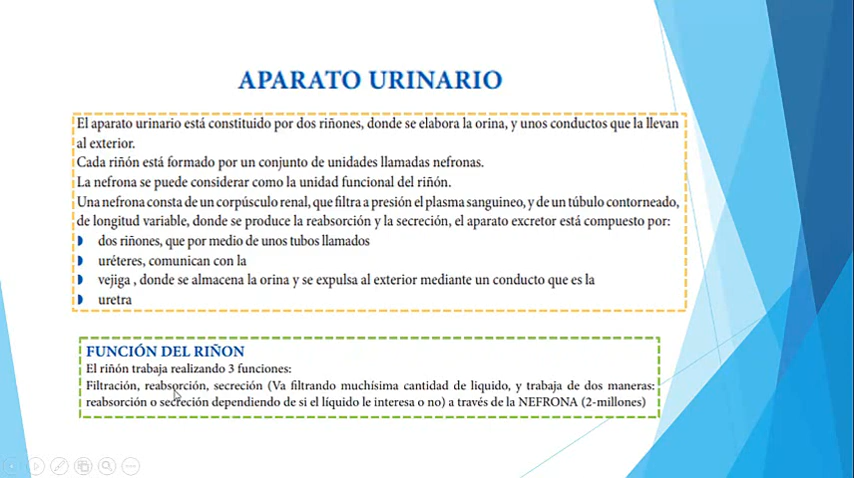 APARATO URINARIO
El aparato urinario está constituido por dos riñones, donde se elabora la orina, y unos conductos que la llevan
al exterior.
Cada riñón está formado por un conjunto de unidades llamadas nefronas.
La nefrona se puede considerar como la unidad funcional del riñón.
Una nefrona consta de un corpúsculo renal, que filtra a presión el plasma sanguineo, y de un túbulo contorneado,
de longitud variable, donde se produce la reabsorción y la secreción, el aparato excretor está compuesto por:
dos riñones, que por medio de unos tubos llamados
uréteres, comunican con la
vejiga , donde se almacena la orina y se expulsa al exterior mediante un conducto que es la
uretra
FUNCIÓN DEL RIÑON
El riñón trabaja realizando 3 funciones:
Filtración, reabsorción, secreción (Va filtrando muchísima cantidad de liquido, y trabaja de dos maneras:
reabsorción o secreción dependiendo de si el líquido le interesa o no) a través de la NEFRONA (2-millones)